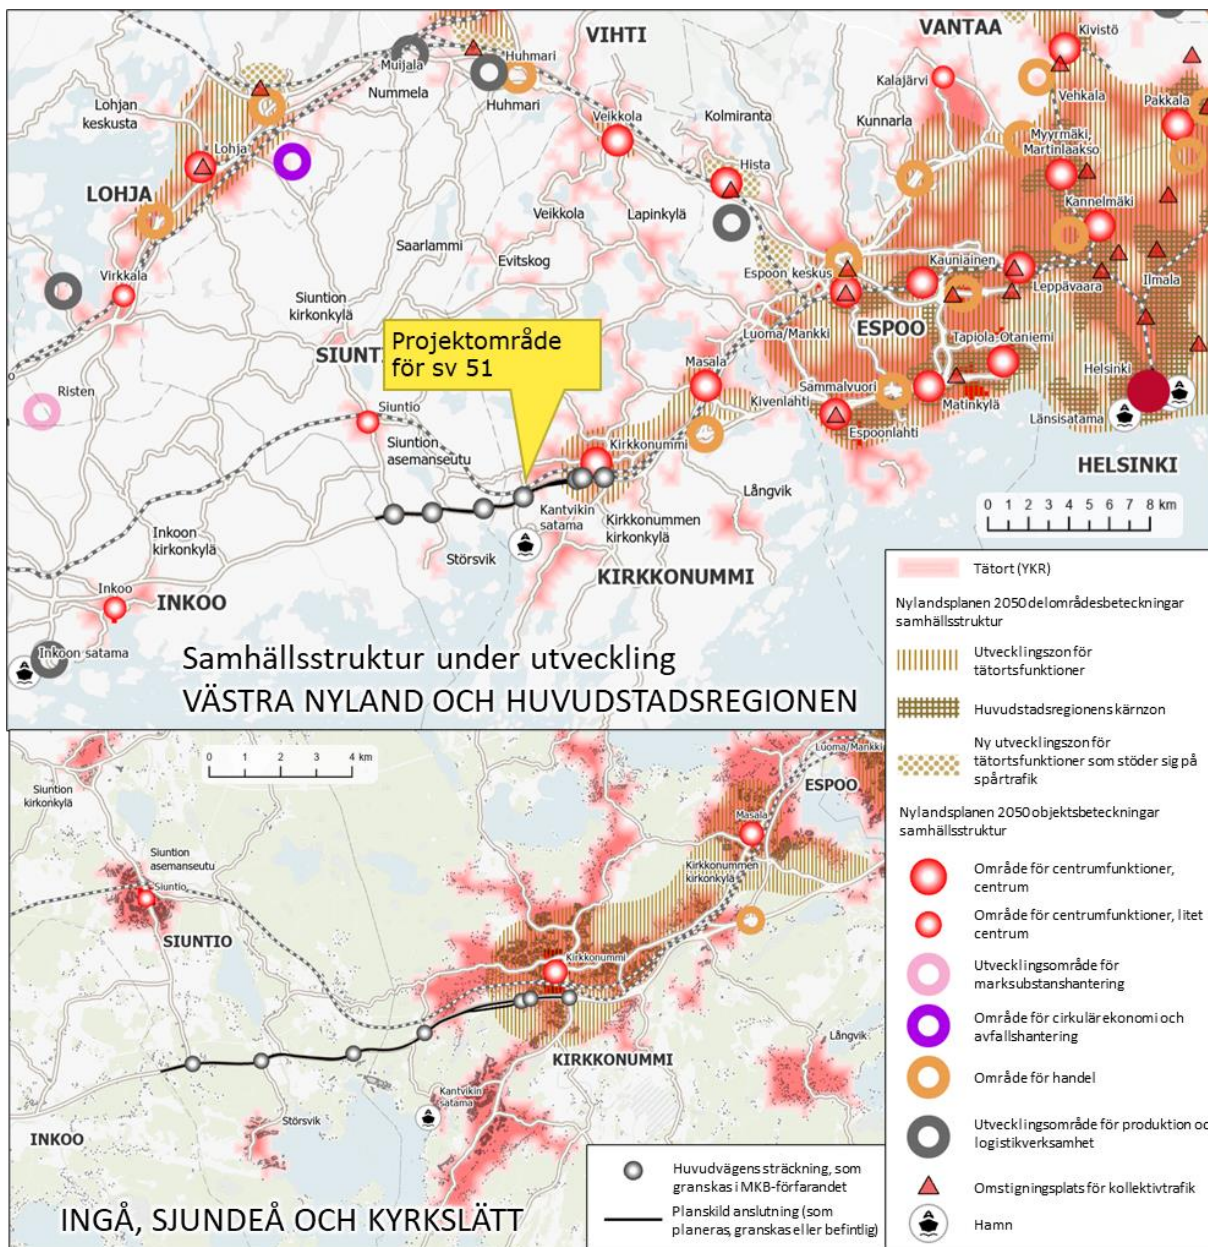 VIHTI
VANTAA
Kivistö
Huhmari
Muijala
Nummela
Huhmari
Kalajärvi
Vehkala
Pakkala
Lohjan
keskusta
Veikkola
Kolmiranta
Kunnarla
Myyrmäki,
Martinlaakso
Lohja
Hista
Kannelmäki
LOHJA
Veikkola
Lapinkylä
Saarlammi
Evitskog
Espoon keskus
Kauniainen
Leppävaara
Ilmala
Virkkala
Siuntion
kirkonkylä
Luoma/Mankki
ESPOO
Tapiola
Otaniemi
SIUNTI
Projektområde
för sv 51
Masala
Sammalvuori
Helsinki
Risten
Siuntio
Kivenlahti
Matinkylä
Länsisatama
Siuntion
asemanseutu
Kirkkonummi
Espoonlahti
HELSINKI
Långvik
Kantvikin
satama
Kirkkonummen
kirkonkylä
0 1 2 3 4 5 6 7 8 km
Inkoon
kirkonkylä
Störsvik
KIRKKONUMMI
Inkoo
INKOO
Inkoon satama
Samhällsstruktur under utveckling
VÄSTRA NYLAND OCH HUVUDSTADSREGIONEN
Tätort (YKR)
Nylandsplanen 2050 delområdesbeteckningar
samhällsstruktur
Utvecklingszon för
tätortsfunktioner
Huvudstadsregionens kärnzon
Ny utvecklingszon för
tätortsfunktioner som stöder sig på
spårtrafik
Nylandsplanen 2050 objektsbeteckningar
samhällsstruktur
Område för centrumfunktioner,
centrum
Område för centrumfunktioner, litet
centrum
Utvecklingsområde för
marksubstanshantering
Område för cirkulär ekonomi och
avfallshantering
Område för handel
Utvecklingsområde för produktion oc
logistikverksamhet
Omstigningsplats för kollektivtrafik
Hamn
0 1 2 3 4 km
Luoma/Mankki
ESPOO
Siuntion
kirkonkylä
Masala
Siuntion
asemanseutu
Siuntio
Kirkkonummen
kirkonkylä
SIUNTIO
Kirkkonummi
KIRKKONUMMI
Långvik
Kantvikin
satama
Störsvik
INKOO
INGÅ, SJUNDEÅ OCH KYRKSLÄTT
Huvudvägens sträckning, som
granskas i MKB-förfarandet
Planskild anslutning (som
planeras, granskas eller befintlig)